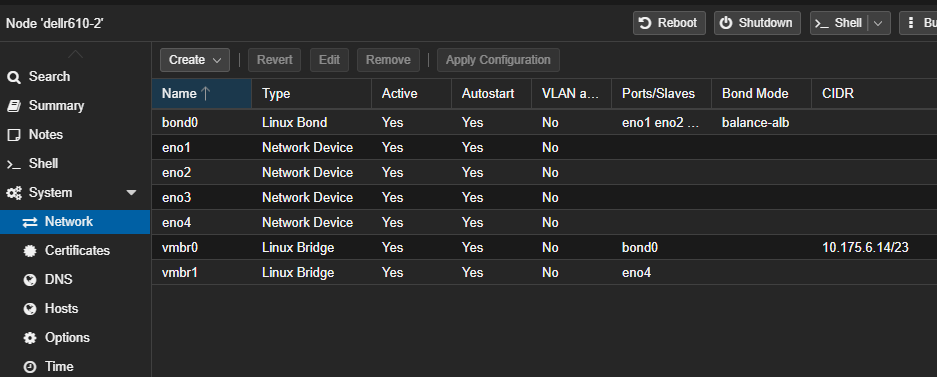 Node 'dellr610-2'
Reboot Shutdown Shell Bu
Search
Summary
Notes
Shell
System
Network
Certificates
DNS
Hosts
Options
Time
Create Revert Edit Remove Apply Configuration
Name Type Active Autostart VLAN a... Ports/Slaves Bond Mode CIDR
bond0 Linux Bond Yes Yes No eno1 eno2 ... balance-alb
eno1 Network Device Yes Yes No
eno2 Network Device Yes Yes No
eno3 Network Device Yes Yes No
eno4 Network Device Yes Yes No
vmbr0 Linux Bridge Yes Yes No bond0 10.175.6.14/23
vmbr1 Linux Bridge Yes Yes No eno4